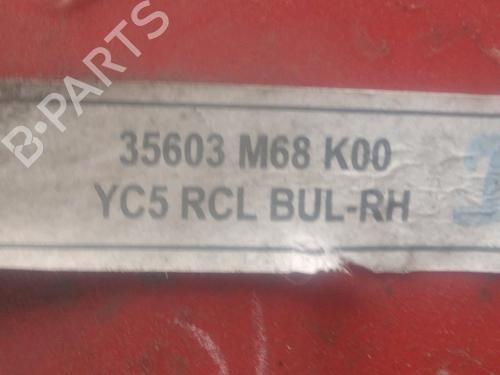 B-PARTS
35603 M68 K00
YC5 RCL BUL-RH